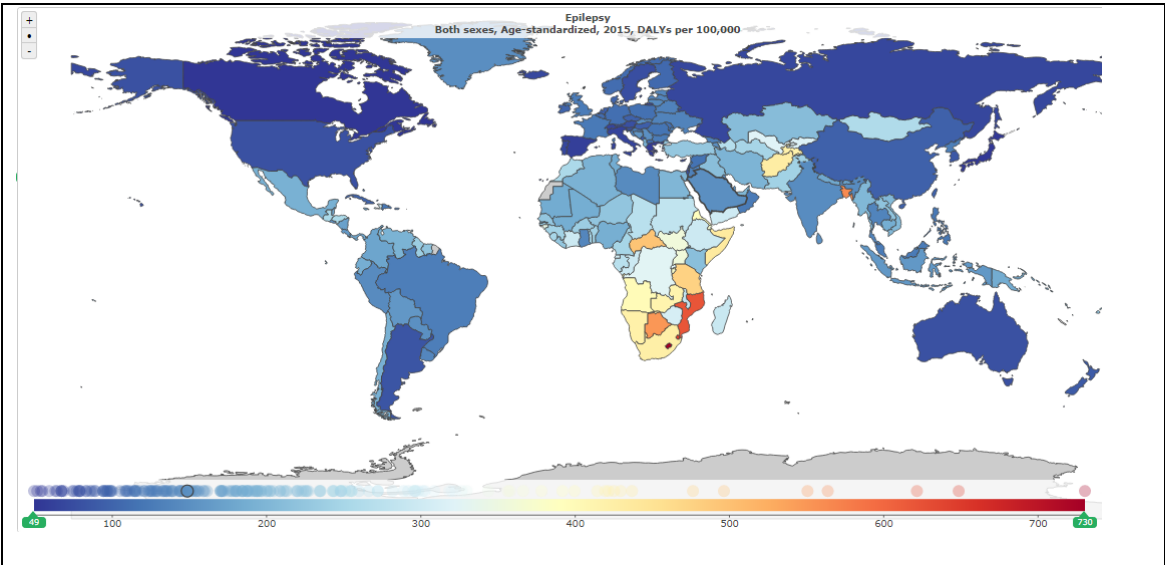 +
•
-
Epilepsy
Both sexes, Age-standardized, 2015, DALYs per 100,000
100 200 300 400 500 600 700
49 730